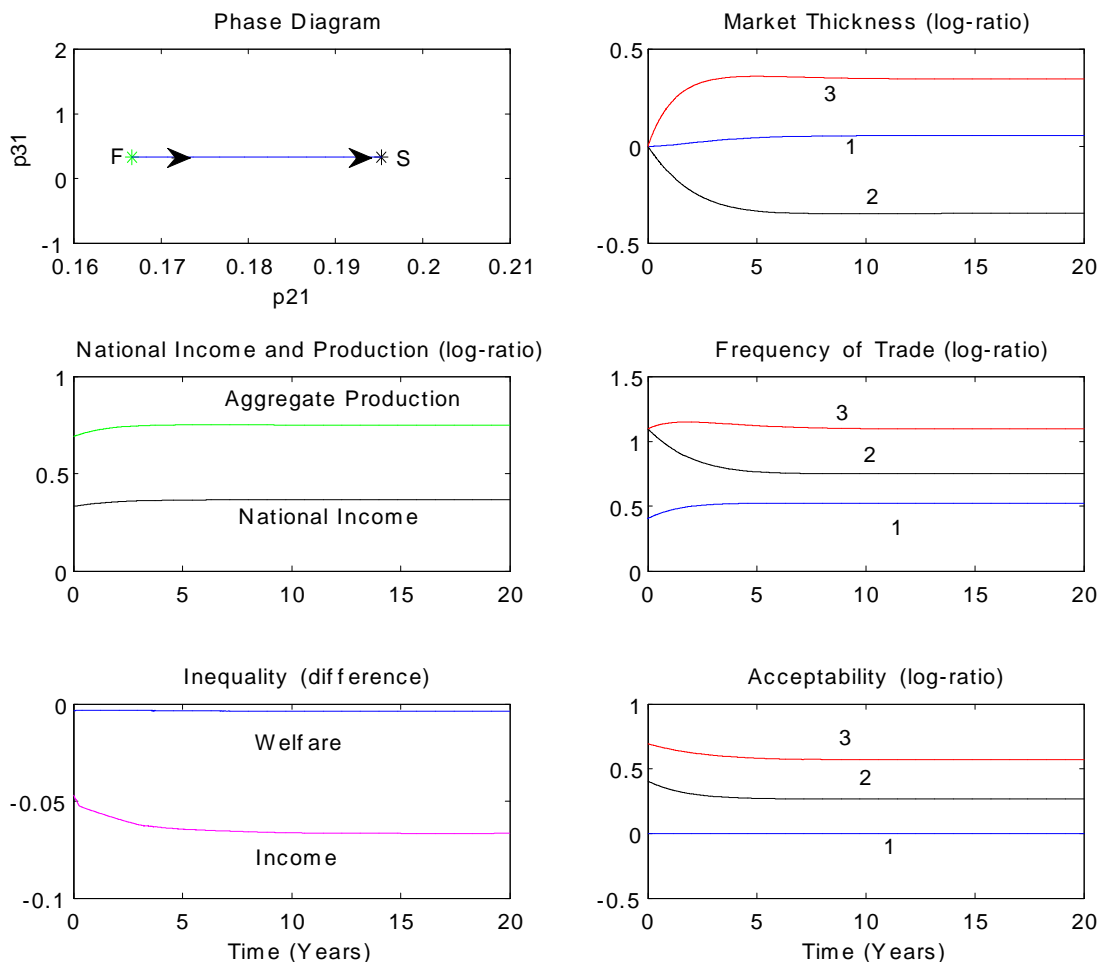 Phase Diagram
2
1
0
-1
p31
F
S
0.16 0.17 0.18 0.19 0.2 0.21
p21
Market Thickness (log-ratio)
0.5
0
-0.5
3
1
2
0 5 10 15 20
National Income and Production (log-ratio)
1
0.5
0
Aggregate Production
National Income
0 5 10 15 20
Frequency of Trade (log-ratio)
1.5
1
0.5
0
3
2
1
0 5 10 15 20
Inequality (difference)
0
-0.05
-0.1
Welfare
Income
0 5 10 15 20
Time (Years)
Acceptability (log-ratio)
1
0.5
0
-0.5
3
2
1
0 5 10 15 20
Time (Years)